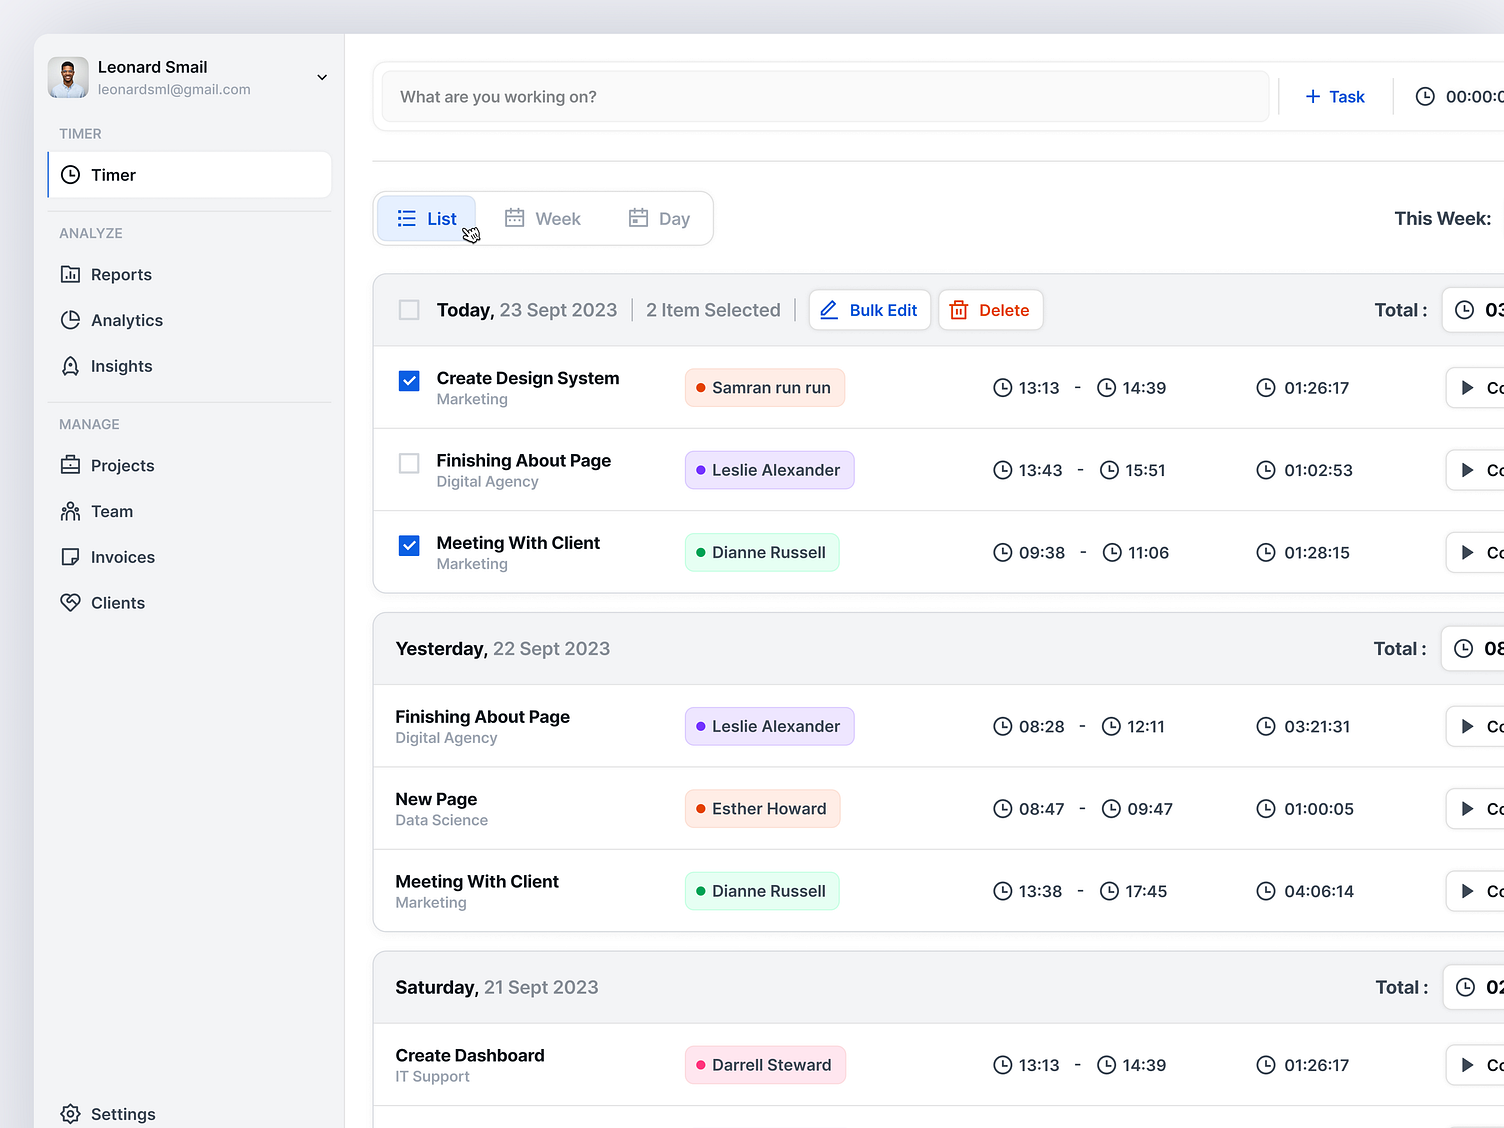 Leonard Smail
leonardsml@gmail.com
TIMER
Timer
ANALYZE
Reports
Analytics
Insights
MANAGE
Projects
Team
Invoices
Clients
Settings
What are you working on?
+ Task
00:00:0
List Week Day
This Week:
Today, 23 Sept 2023 | 2 Item Selected | Bulk Edit Delete Total : 03
Create Design System
Marketing
Samran run run
13:13 - 14:39 01:26:17 Co
Finishing About Page
Digital Agency
Leslie Alexander
13:43 - 15:51 01:02:53 Co
Meeting With Client
Marketing
Dianne Russell
09:38 - 11:06 01:28:15 Co
Yesterday, 22 Sept 2023 Total : 08
Finishing About Page
Digital Agency
Leslie Alexander
08:28 - 12:11 03:21:31 Co
New Page
Data Science
Esther Howard
08:47 - 09:47 01:00:05 Co
Meeting With Client
Marketing
Dianne Russell
13:38 - 17:45 04:06:14 Co
Saturday, 21 Sept 2023 Total : 02
Create Dashboard
IT Support
Darrell Steward
13:13 - 14:39 01:26:17 Co